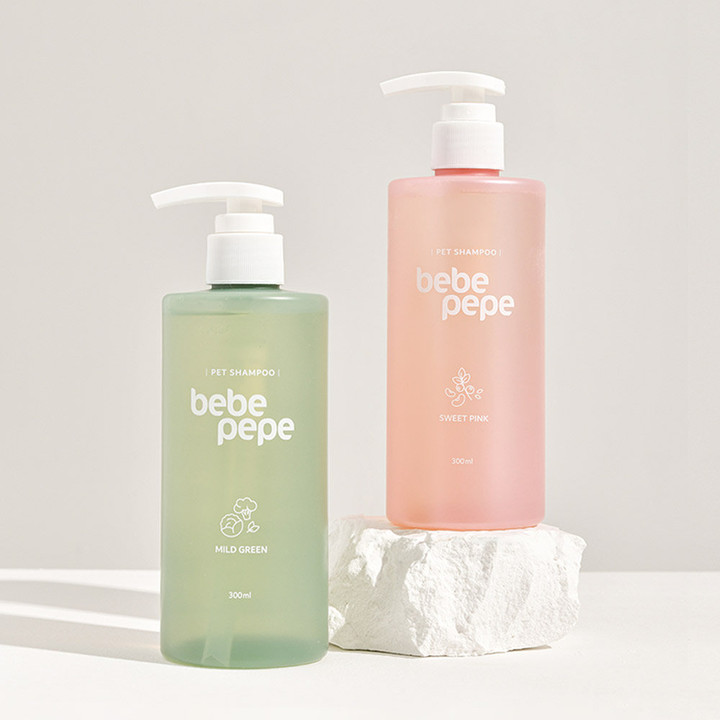 | PET SHAMPOO |
bebe
pepe
MILD GREEN
300ml
| PET SHAMPOO |
bebe
pepe
SWEET PINK
300ml